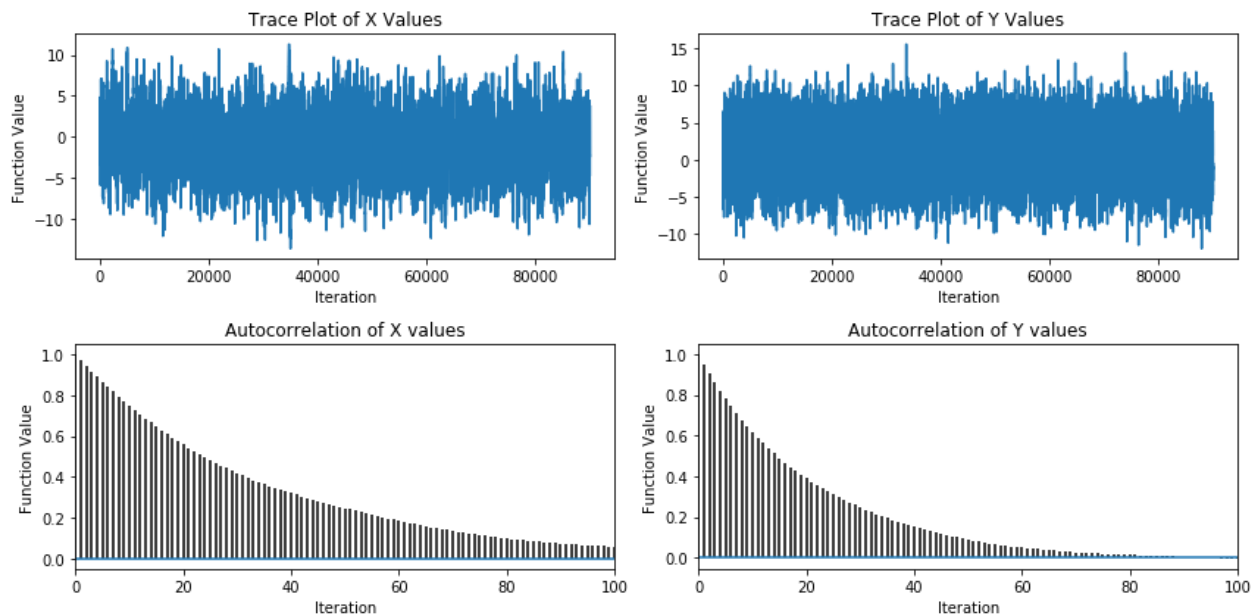 Trace Plot of X Values
Function Value
10
5
0
−5
−10
0 20000 40000 60000 80000
Iteration
Trace Plot of Y Values
Function Value
15
10
5
0
−5
−10
0 20000 40000 60000 80000
Iteration
Autocorrelation of X values
Function Value
1.0
0.8
0.6
0.4
0.2
0.0
0 20 40 60 80 100
Iteration
Autocorrelation of Y values
Function Value
1.0
0.8
0.6
0.4
0.2
0.0
0 20 40 60 80 100
Iteration